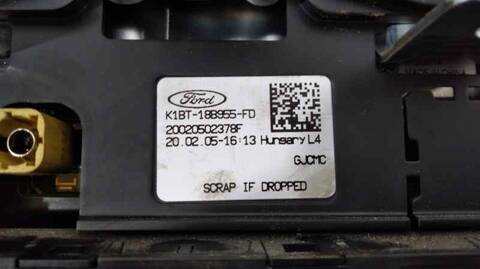 Ford
K1BT-18B955-FD
20020502378F
20.02.05-16:13 Hungary L4
GJCMC
SCRAP IF DROPPED